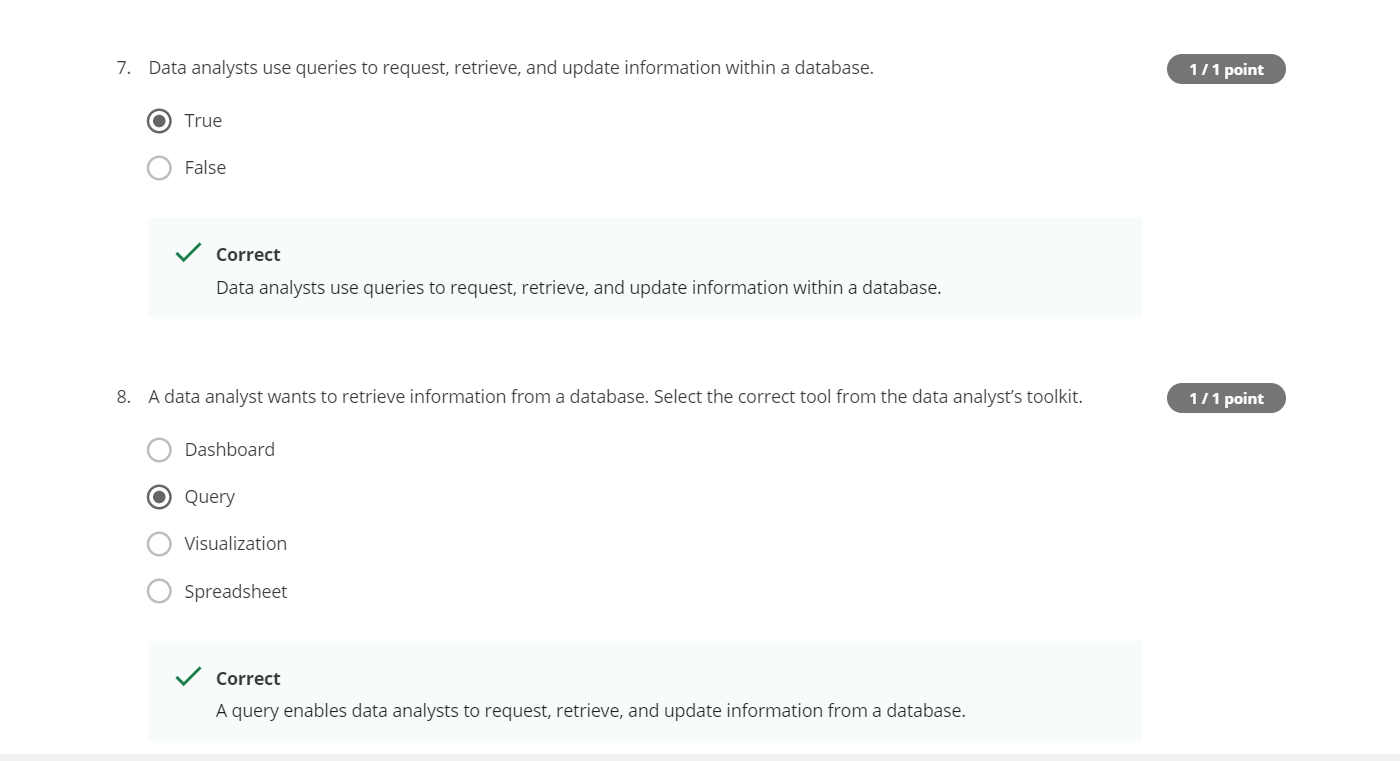 7. Data analysts use queries to request, retrieve, and update information within a database.
1 / 1 point
True
False
Correct
Data analysts use queries to request, retrieve, and update information within a database.
8. A data analyst wants to retrieve information from a database. Select the correct tool from the data analyst’s toolkit.
1 / 1 point
Dashboard
Query
Visualization
Spreadsheet
Correct
A query enables data analysts to request, retrieve, and update information from a database.